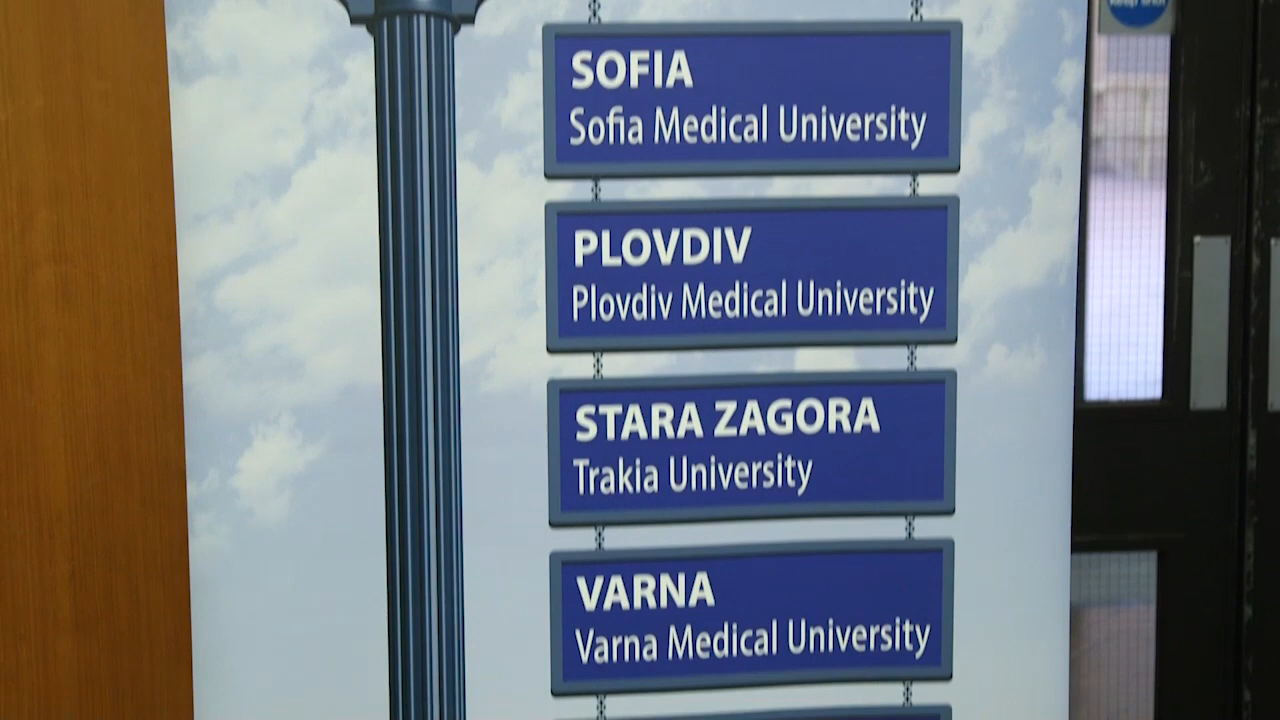 SOFIA
Sofia Medical University
PLOVDIV
Plovdiv Medical University
STARA ZAGORA
Trakia University
VARNA
Varna Medical University